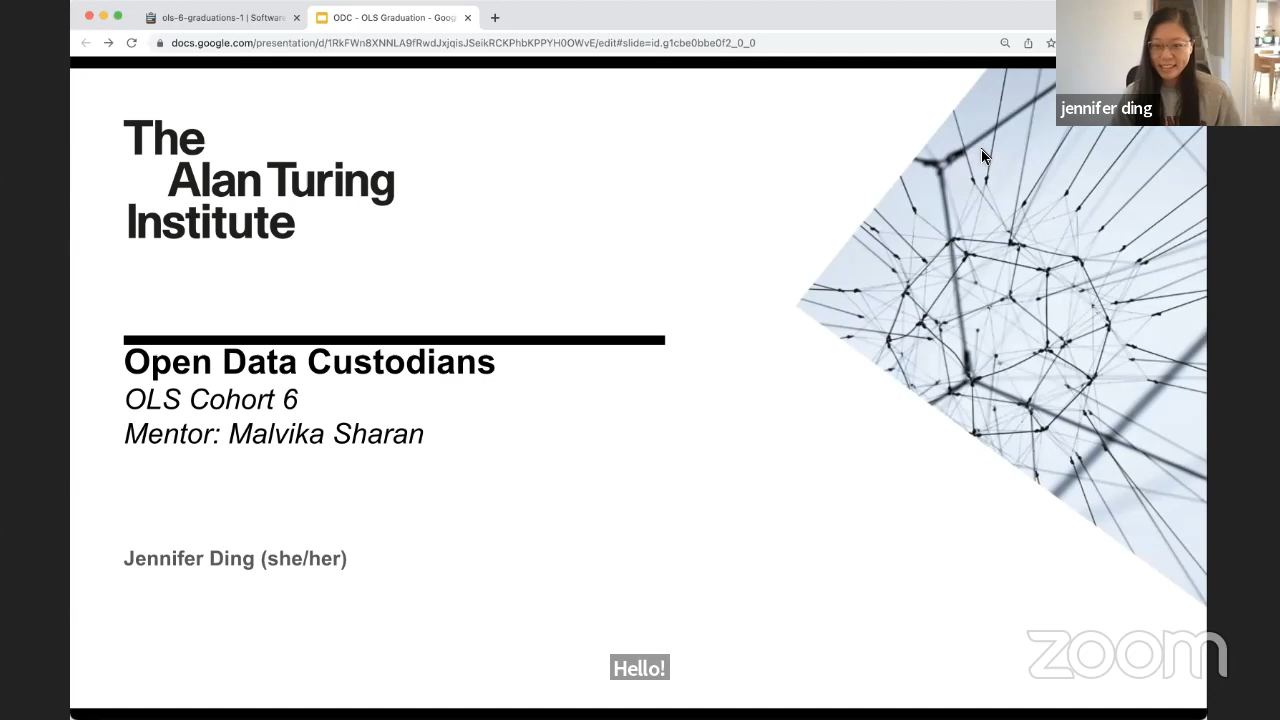 ols-6-graduations-1 | Software
ODC - OLS Graduation - Goog
docs.google.com/presentation/d/1RkFWn8XNNLA9fRwdJxjqisJSeikRCKPhbKPPYH0OWvE/edit#slide=id.g1cbe0bbe0f2_0_0
jennifer ding
The
Alan Turing
Institute
Open Data Custodians
OLS Cohort 6
Mentor: Malvika Sharan
Jennifer Ding (she/her)
Hello!
zoom